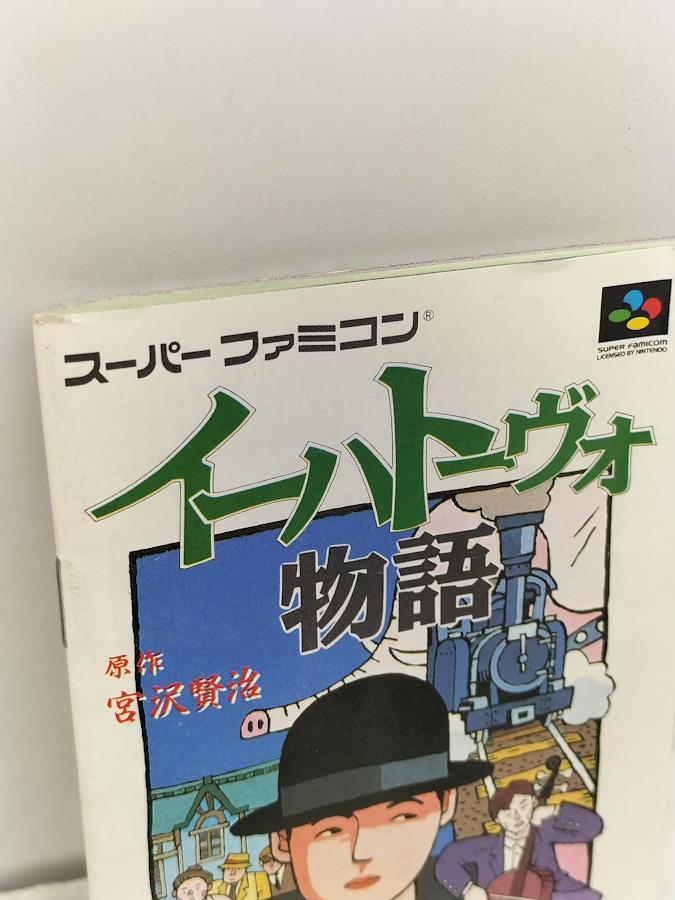 スーパーファミコン®
SUPER FAMICOM
LICENSED BY NINTENDO
イーハトーヴォ
物語
原作
宮沢賢治